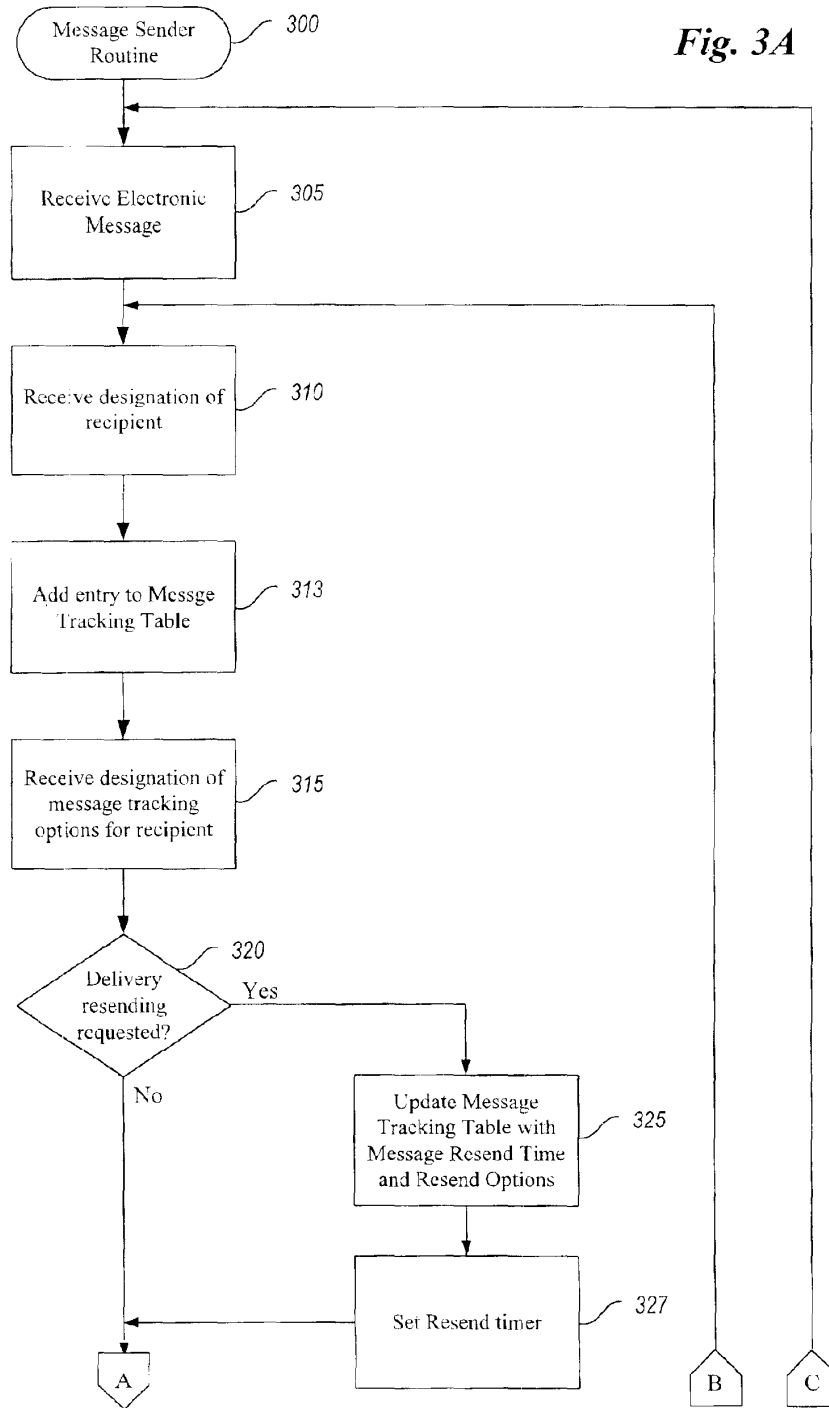 Message Sender
Routine
300
Fig. 3A
Receive Electronic
Message
305
Receive designation of
recipient
310
Add entry to Messge
Tracking Table
313
Receive designation of
message tracking
options for recipient
315
320
Delivery
resending
requested?
Yes
No
Update Message
Tracking Table with
Message Resend Time
and Resend Options
325
Set Resend timer
327
A
B
C